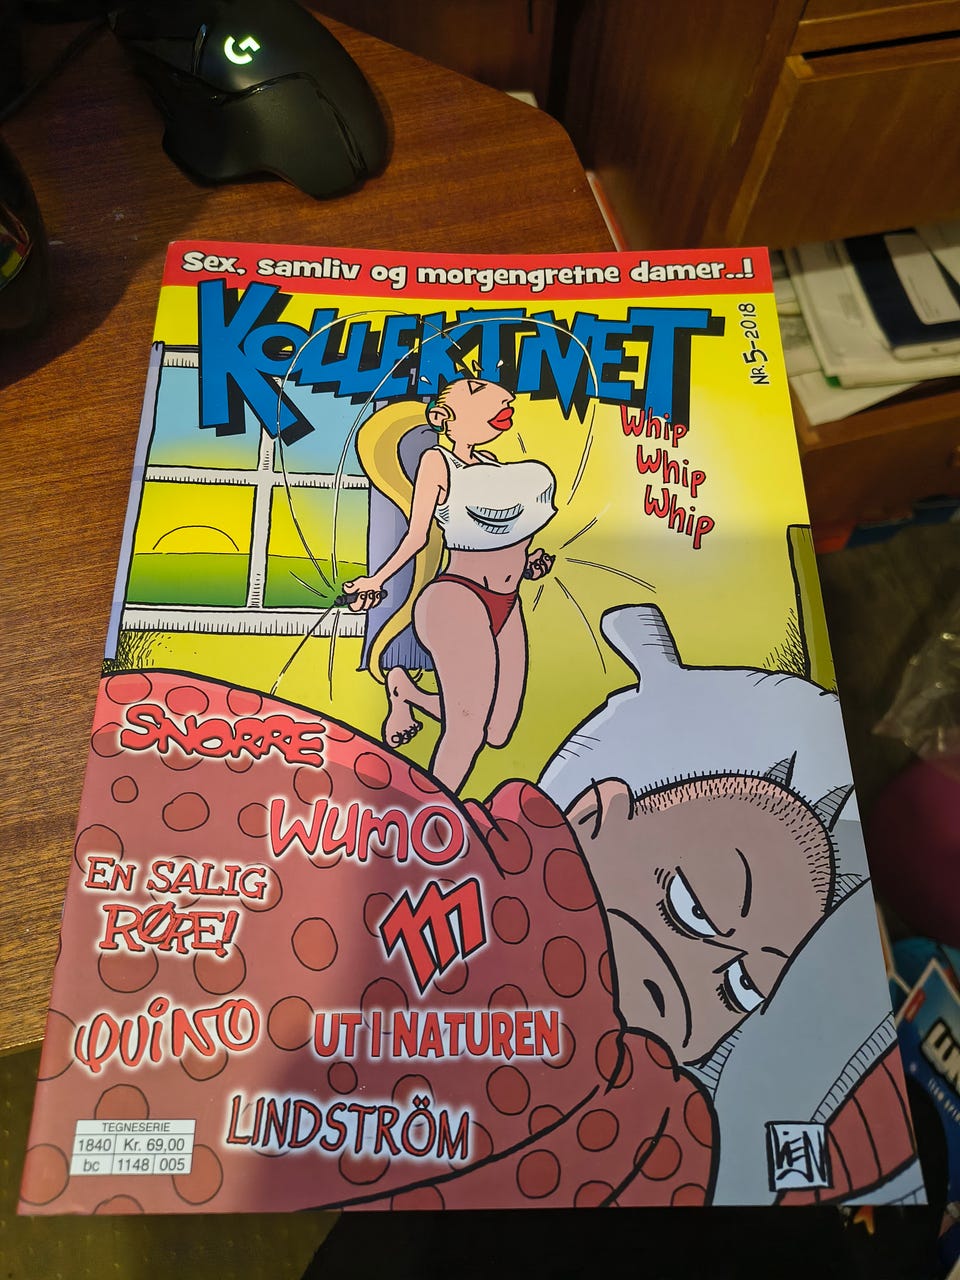 Sex, samliv og morgengretne damer..!
KOLLEKTIVET
NR. 5-2018
Whip
Whip
Whip
SNORRE
WUMO
EN SALIG
RØRE!
M
QUINO
UT I NATUREN
LINDSTRÖM
TEGNESERIE
1840 Kr. 69,00
bc 1148 005
LIEN